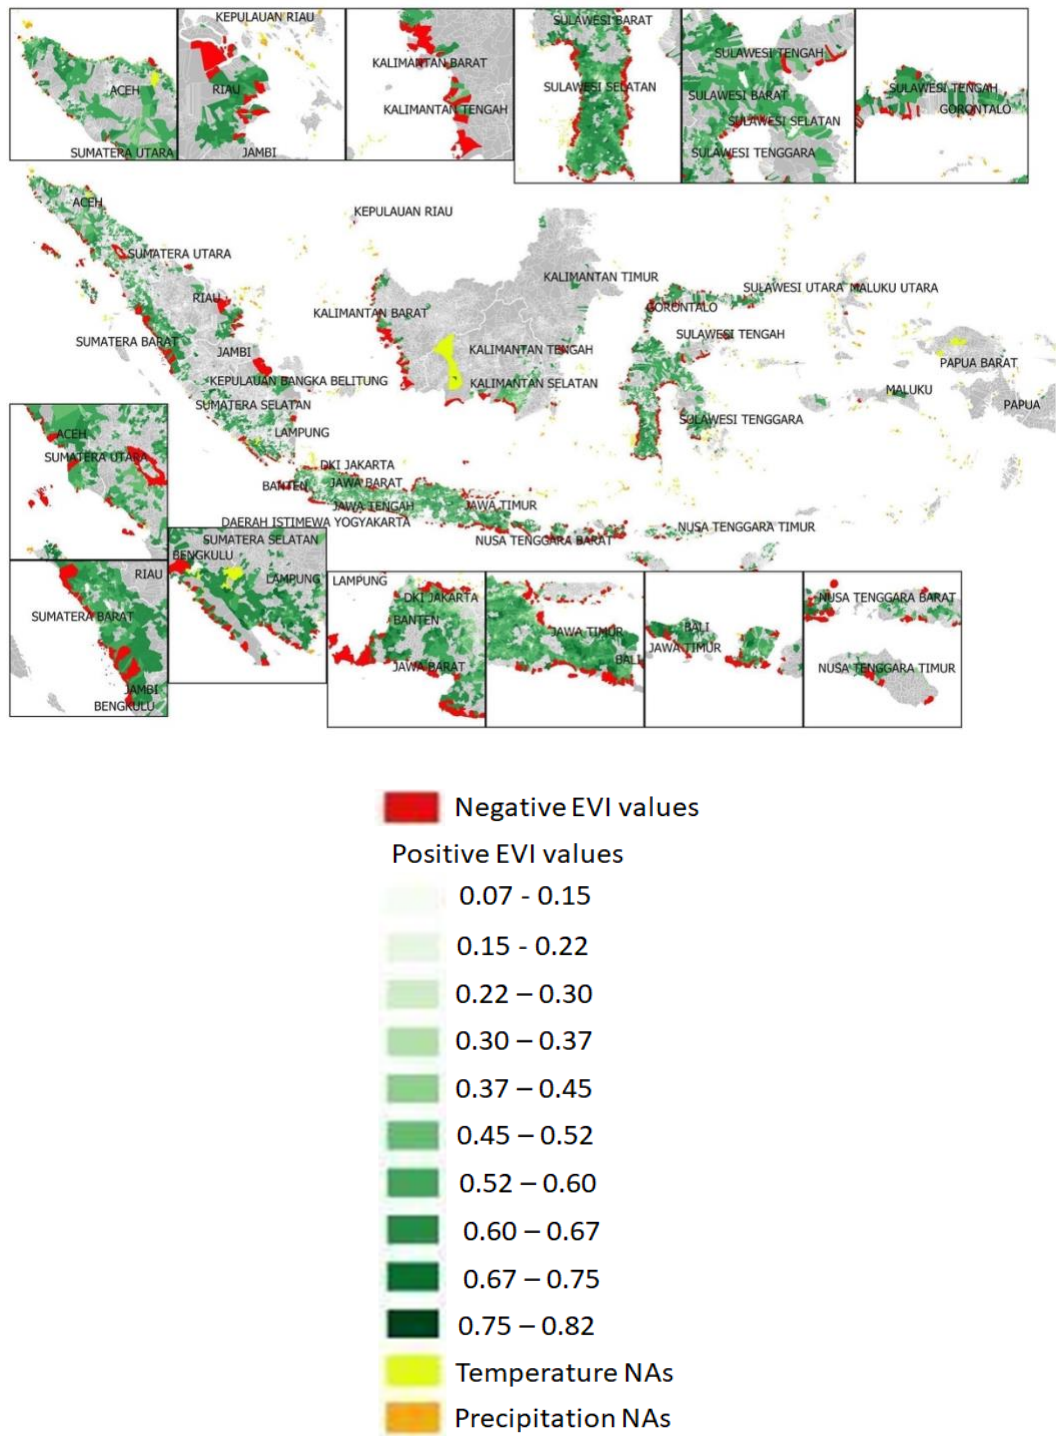 KEPULAUAN RIAU
ACEH
SUMATERA UTARA
RIAU
JAMBI
KALIMANTAN BARAT
KALIMANTAN TENGAH
SULAWESI BARAT
SULAWESI SELATAN
SULAWESI TENGAH
SULAWESI BARAT
SULAWESI SELATAN
SULAWESI TENGGARA
SULAWESI TENGAH
GORONTALO
ACEH
KEPULAUAN RIAU
SUMATERA UTARA
KALIMANTAN TIMUR
SULAWESI UTARA
MALUKU UTARA
RIAU
GORONTALO
KALIMANTAN BARAT
SULAWESI TENGAH
SUMATERA BARAT
JAMBI
KALIMANTAN TENGAH
PAPUA BARAT
KEPULAUAN BANGKA BELITUNG
KALIMANTAN SELATAN
MALUKU
SUMATERA SELATAN
PAPUA
SULAWESI TENGGARA
LAMPUNG
DKI JAKARTA
BANTEN
JAWA BARAT
JAWA TENGAH
JAWA TIMUR
DAERAH ISTIMEWA YOGYAKARTA
NUSA TENGGARA TIMUR
NUSA TENGGARA BARAT
ACEH
SUMATERA UTARA
RIAU
SUMATERA BARAT
JAMBI
BENGKULU
SUMATERA SELATAN
BENGKULU
LAMPUNG
LAMPUNG
DKI JAKARTA
BANTEN
JAWA BARAT
JAWA TIMUR
BALI
BALI
JAWA TIMUR
NUSA TENGGARA BARAT
NUSA TENGGARA TIMUR
Negative EVI values
Positive EVI values
0.07 - 0.15
0.15 - 0.22
0.22 – 0.30
0.30 – 0.37
0.37 – 0.45
0.45 – 0.52
0.52 – 0.60
0.60 – 0.67
0.67 – 0.75
0.75 – 0.82
Temperature NAs
Precipitation NAs